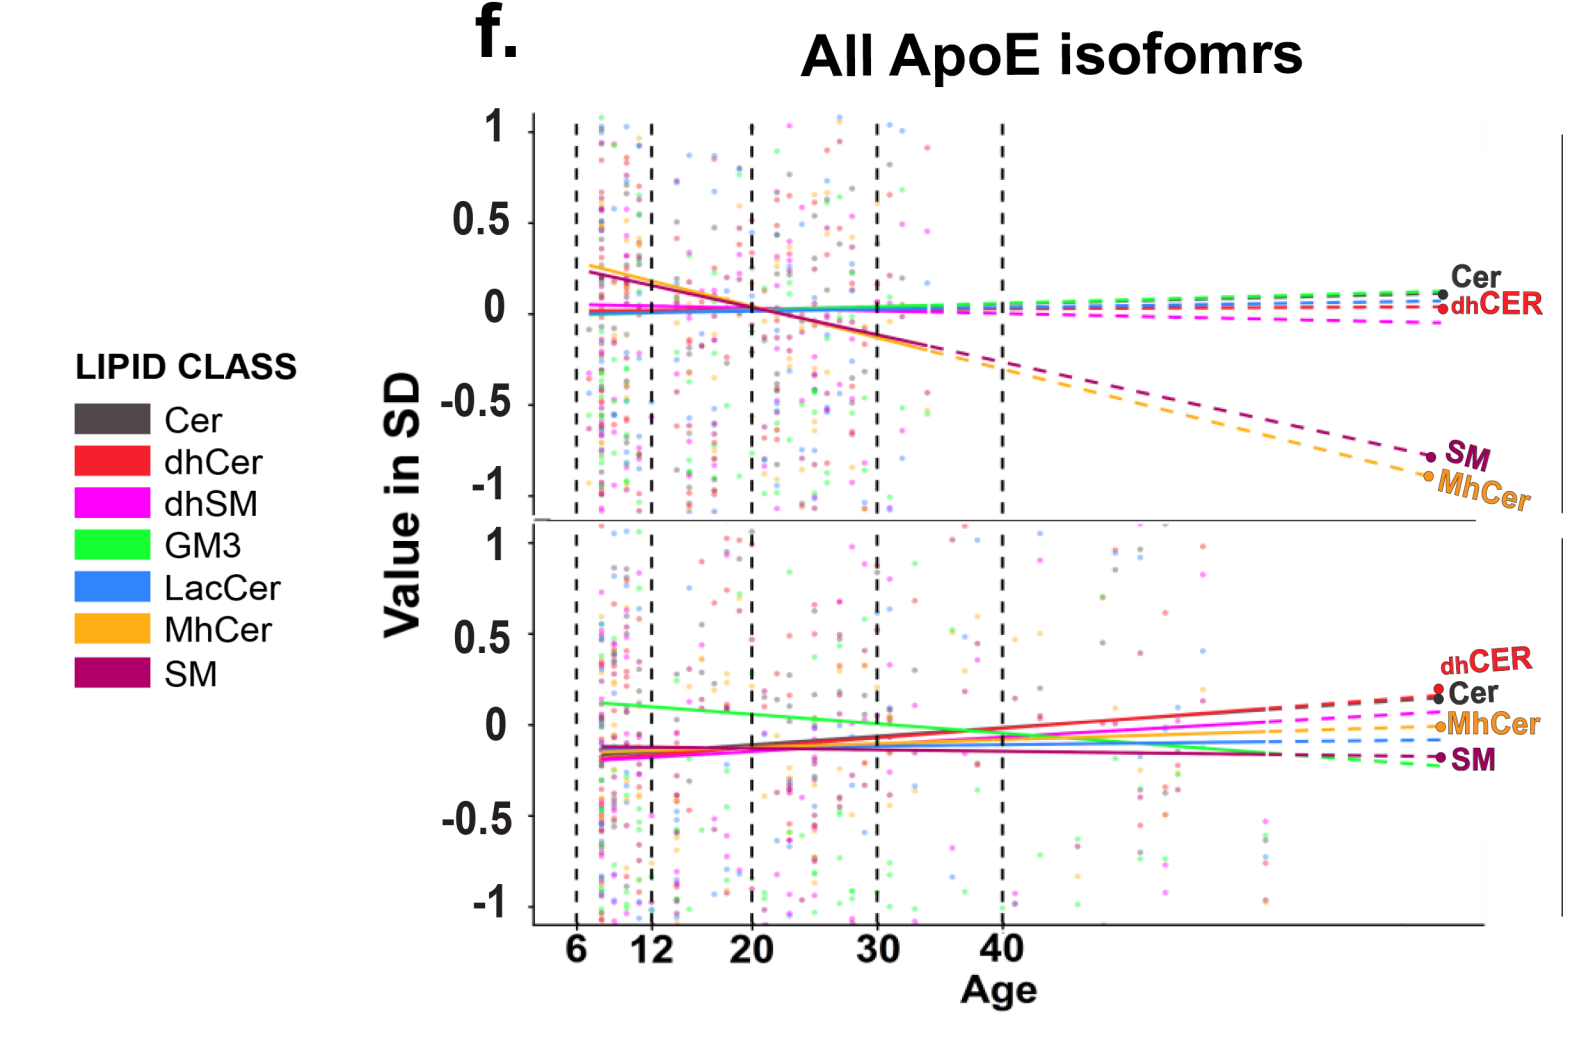 f.
All ApoE isofomrs
LIPID CLASS
Cer
dhCer
dhSM
GM3
LacCer
MhCer
SM
Value in SD
1
0.5
0
-0.5
-1
Cer
dhCER
SM
MhCer
1
0.5
0
-0.5
-1
dhCER
Cer
MhCer
SM
6 12 20 30 40
Age